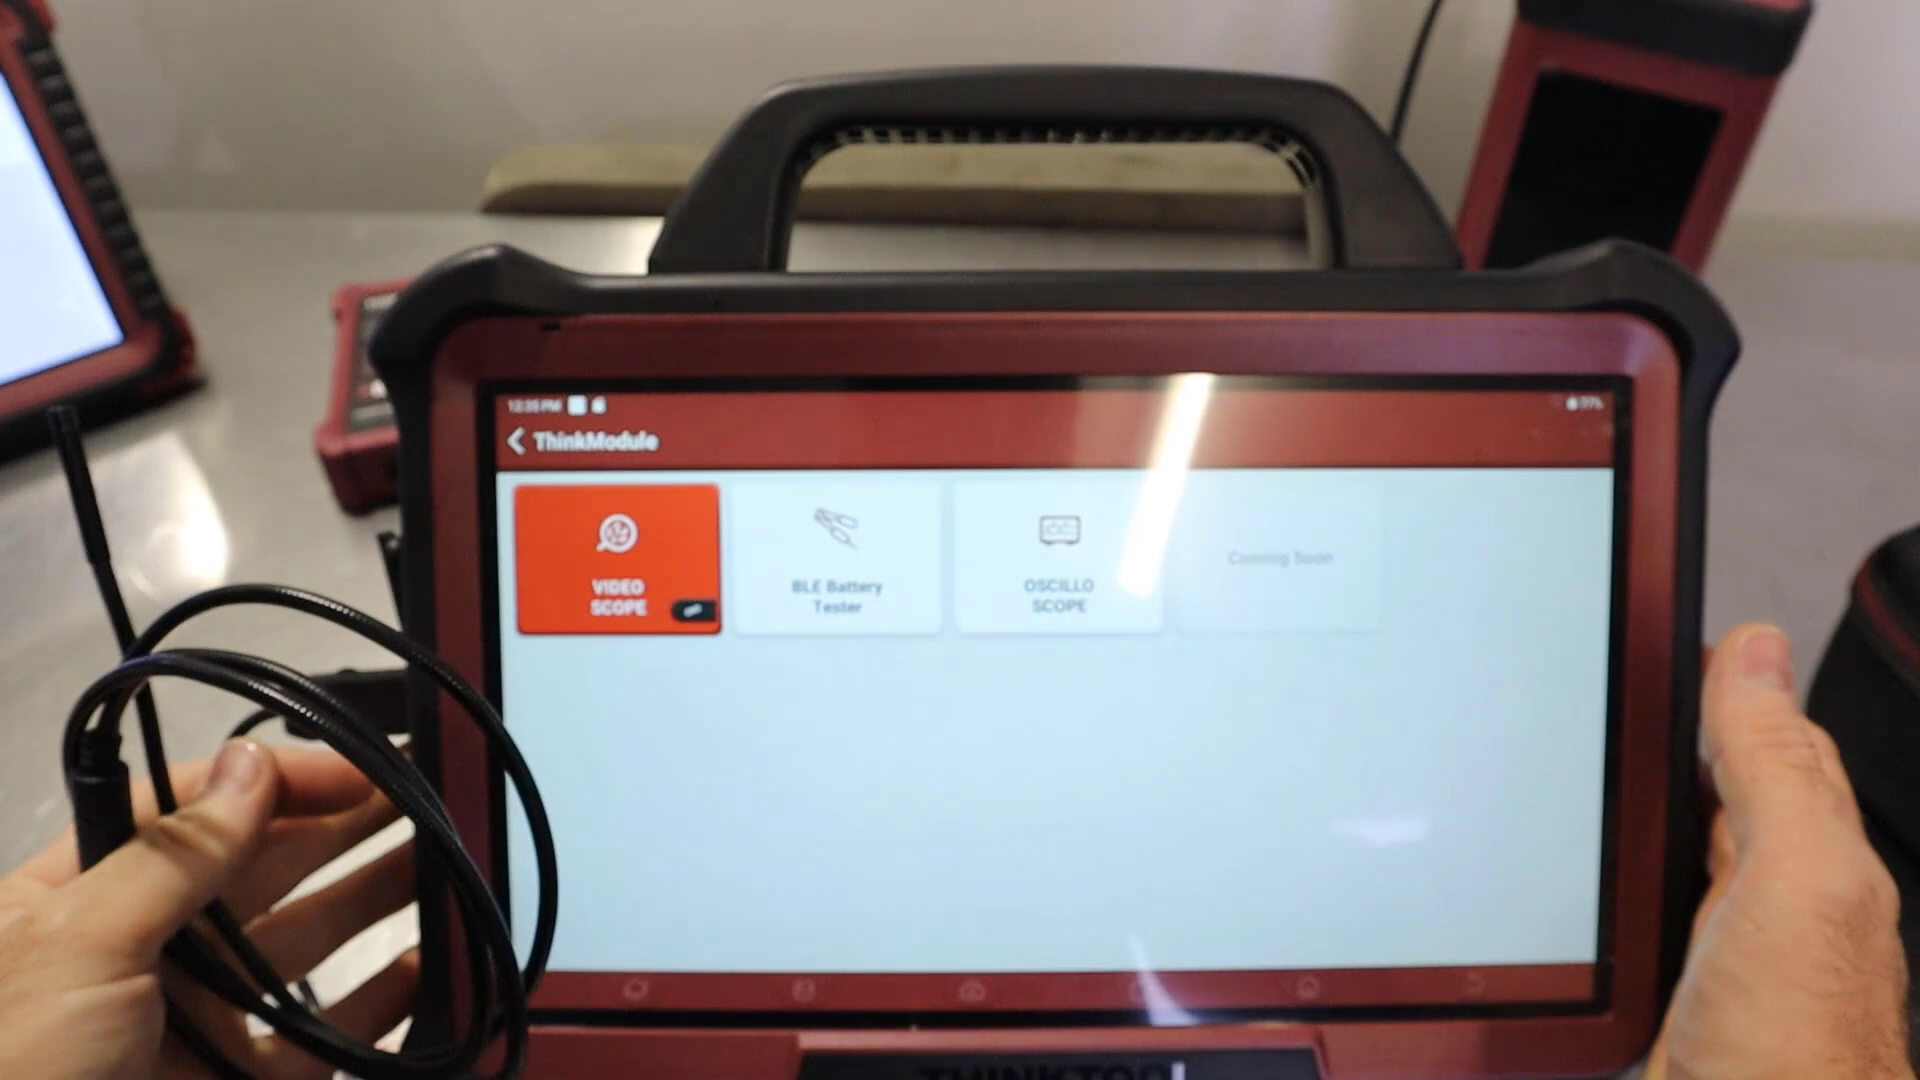 12:35 PM
ThinkModule
VIDEO
SCOPE
BLE Battery
Tester
OSCILLO
SCOPE
Coming Soon